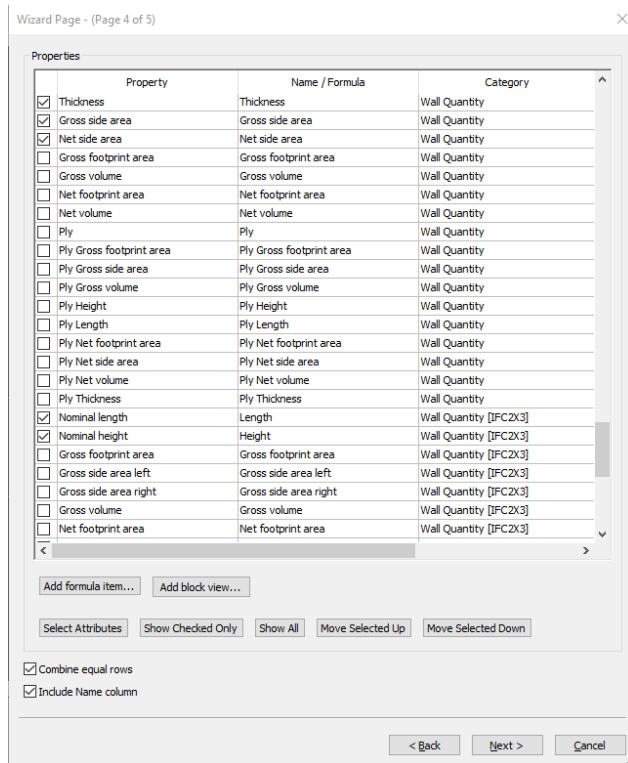 Wizard Page - (Page 4 of 5)
Properties
Property Name / Formula Category
Thickness Thickness Wall Quantity
Gross side area Gross side area Wall Quantity
Net side area Net side area Wall Quantity
Gross footprint area Gross footprint area Wall Quantity
Gross volume Gross volume Wall Quantity
Net footprint area Net footprint area Wall Quantity
Net volume Net volume Wall Quantity
Ply Ply Wall Quantity
Ply Gross footprint area Ply Gross footprint area Wall Quantity
Ply Gross side area Ply Gross side area Wall Quantity
Ply Gross volume Ply Gross volume Wall Quantity
Ply Height Ply Height Wall Quantity
Ply Length Ply Length Wall Quantity
Ply Net footprint area Ply Net footprint area Wall Quantity
Ply Net side area Ply Net side area Wall Quantity
Ply Net volume Ply Net volume Wall Quantity
Ply Thickness Ply Thickness Wall Quantity
Nominal length Length Wall Quantity [IFC2X3]
Nominal height Height Wall Quantity [IFC2X3]
Gross footprint area Gross footprint area Wall Quantity [IFC2X3]
Gross side area left Gross side area left Wall Quantity [IFC2X3]
Gross side area right Gross side area right Wall Quantity [IFC2X3]
Gross volume Gross volume Wall Quantity [IFC2X3]
Net footprint area Net footprint area Wall Quantity [IFC2X3]
Add formula item... Add block view...
Select Attributes Show Checked Only Show All Move Selected Up Move Selected Down
Combine equal rows
Include Name column
< Back Next > Cancel